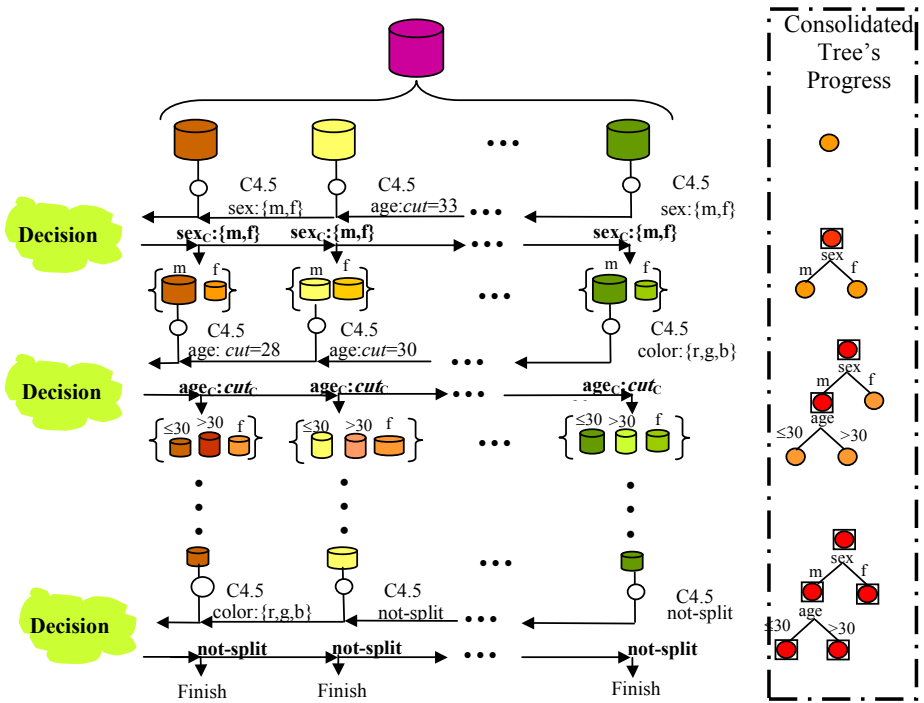 Consolidated
Tree's
Progress
• • •
C4.5
sex:{m,f}
C4.5
age:cut=33
• • •
C4.5
sex:{m,f}
Decision
sexC:{m,f}
sexC:{m,f}
• • •
sexC:{m,f}
sex
m
f
{ m f }
{ m f }
• • •
{ m f }
C4.5
age: cut=28
C4.5
age:cut=30
• • •
C4.5
color:{r,g,b}
Decision
ageC:cutC
ageC:cutC
• • •
ageC:cutC
sex
m
f
age
≤30
>30
{ ≤30 >30 f }
{ ≤30 >30 f }
• • •
{ ≤30 >30 f }
C4.5
color:{r,g,b}
C4.5
not-split
• • •
C4.5
not-split
Decision
not-split
not-split
• • •
not-split
Finish
Finish
Finish
sex
m
f
age
≤30
>30